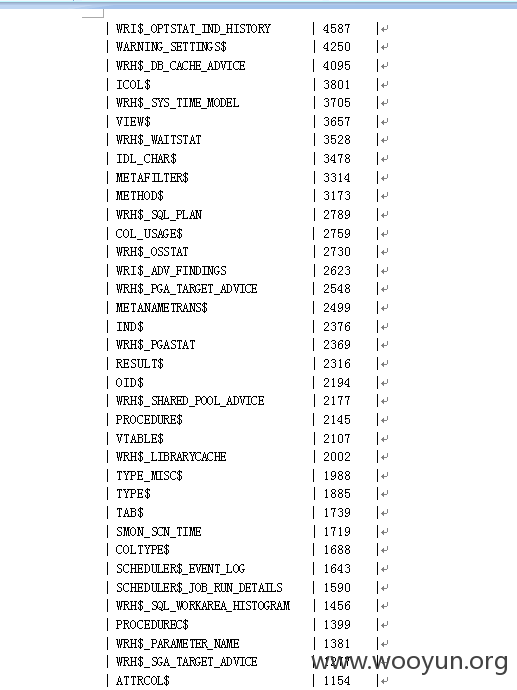 | WRI$_OPTSTAT_IND_HISTORY | 4587 |
| WARNING_SETTINGS$ | 4250 |
| WRH$_DB_CACHE_ADVICE | 4095 |
| ICOL$ | 3801 |
| WRH$_SYS_TIME_MODEL | 3705 |
| VIEW$ | 3657 |
| WRH$_WAITSTAT | 3528 |
| IDL_CHAR$ | 3478 |
| METAFILTER$ | 3314 |
| METHOD$ | 3173 |
| WRH$_SQL_PLAN | 2789 |
| COL_USAGE$ | 2759 |
| WRH$_OSSTAT | 2730 |
| WRI$_ADV_FINDINGS | 2623 |
| WRH$_PGA_TARGET_ADVICE | 2548 |
| METANAMETRANS$ | 2499 |
| IND$ | 2376 |
| WRH$_PGASTAT | 2369 |
| RESULT$ | 2316 |
| OID$ | 2194 |
| WRH$_SHARED_POOL_ADVICE | 2177 |
| PROCEDURE$ | 2145 |
| VTABLE$ | 2107 |
| WRH$_LIBRARYCACHE | 2002 |
| TYPE_MISC$ | 1988 |
| TYPE$ | 1885 |
| TAB$ | 1739 |
| SMON_SCN_TIME | 1719 |
| COLTYPE$ | 1688 |
| SCHEDULER$_EVENT_LOG | 1643 |
| SCHEDULER$_JOB_RUN_DETAILS | 1590 |
| WRH$_SQL_WORKAREA_HISTOGRAM | 1456 |
| PROCEDUREC$ | 1399 |
| WRH$_PARAMETER_NAME | 1381 |
| WRH$_SGA_TARGET_ADVICE | |
www.wooyun.org
| ATTRCOL$ | 1154 |